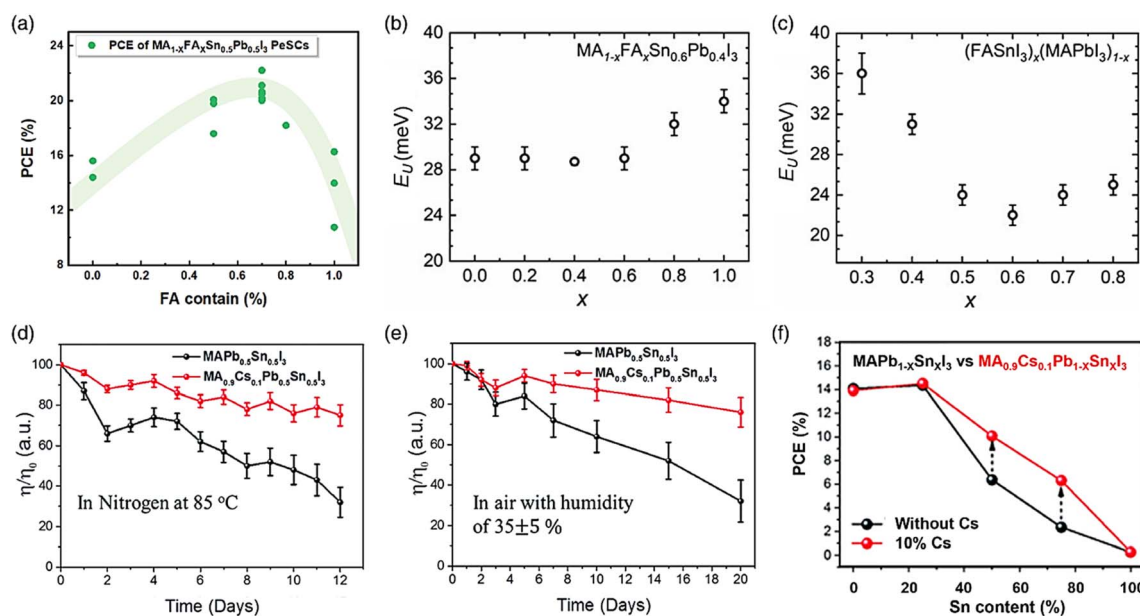 (a)
PCE of MA₁₋ₓFAₓSn₀.₅Pb₀.₅I₃ PeSCs
PCE (%)
24
20
16
12
8
0.0 0.2 0.4 0.6 0.8 1.0
FA contain (%)
(b)
MA₁₋ₓFAₓSn₀.₆Pb₀.₄I₃
E_U (meV)
40
36
32
28
24
20
0.0 0.2 0.4 0.6 0.8 1.0
x
(c)
(FASnI₃)ₓ(MAPbI₃)₁₋ₓ
E_U (meV)
40
36
32
28
24
20
0.3 0.4 0.5 0.6 0.7 0.8
x
(d)
MAPb₀.₅Sn₀.₅I₃
MA₀.₉Cs₀.₁Pb₀.₅Sn₀.₅I₃
η/η₀ (a.u.)
100
80
60
40
20
0
In Nitrogen at 85 °C
0 2 4 6 8 10 12
Time (Days)
(e)
MAPb₀.₅Sn₀.₅I₃
MA₀.₉Cs₀.₁Pb₀.₅Sn₀.₅I₃
η/η₀ (a.u.)
100
80
60
40
20
0
In air with humidity
of 35±5 %
0 2 4 6 8 10 12 14 16 18 20
Time (Days)
(f)
MAPb₁₋ₓSnₓI₃ vs MA₀.₉Cs₀.₁Pb₁₋ₓSnₓI₃
PCE (%)
18
16
14
12
10
8
6
4
2
0
Without Cs
10% Cs
0 20 40 60 80 100
Sn content (%)